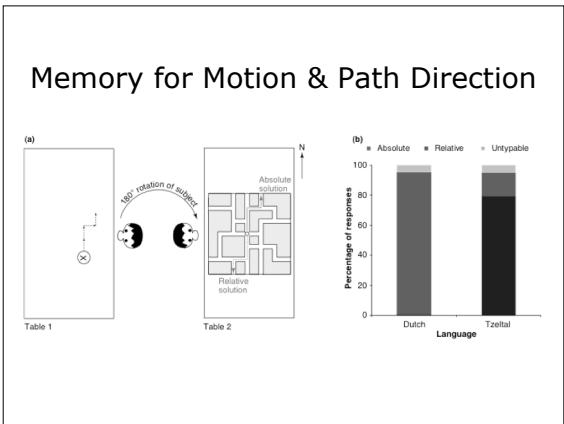 Memory for Motion & Path Direction
(a)
180° rotation of subject
N
Absolute
solution
X
Relative
solution
Table 1
Table 2
(b)
Absolute Relative Untypable
Percentage of responses
100
80
60
40
20
0
Dutch Tzeltal
Language